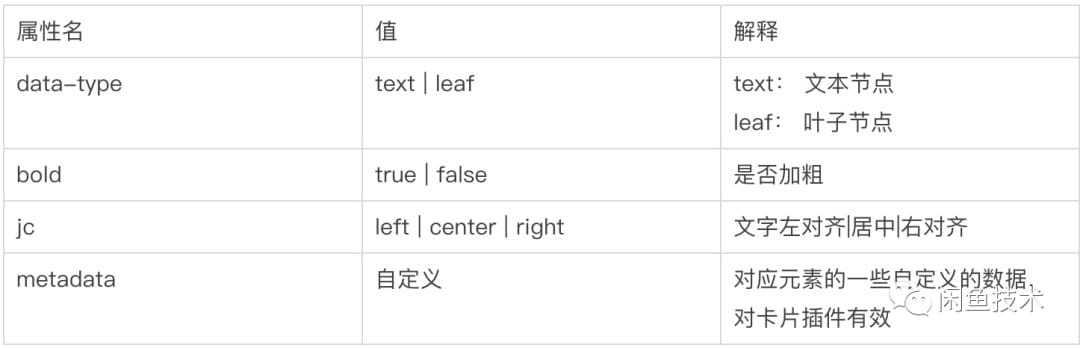 属性名 值 解释
data-type text | leaf text： 文本节点
leaf： 叶子节点
bold true | false 是否加粗
jc left | center | right 文字左对齐|居中|右对齐
metadata 自定义 对应元素的一些自定义的数据，
对卡片插件有效
闲鱼技术